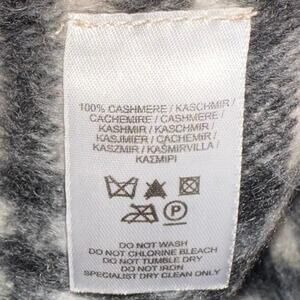 100% CASHMERE / KASCHMIR /
CACHEMIRE / CASHMERE /
KASHMIR / KASCHMIR /
KASJMIER / CACHEMIR /
KASZMIR / KAŠMIRVILLA /
ΚΑΣΜΙΡΙ
P
DO NOT WASH
DO NOT CHLORINE BLEACH
DO NOT TUMBLE DRY
DO NOT IRON
SPECIALIST DRY CLEAN ONLY